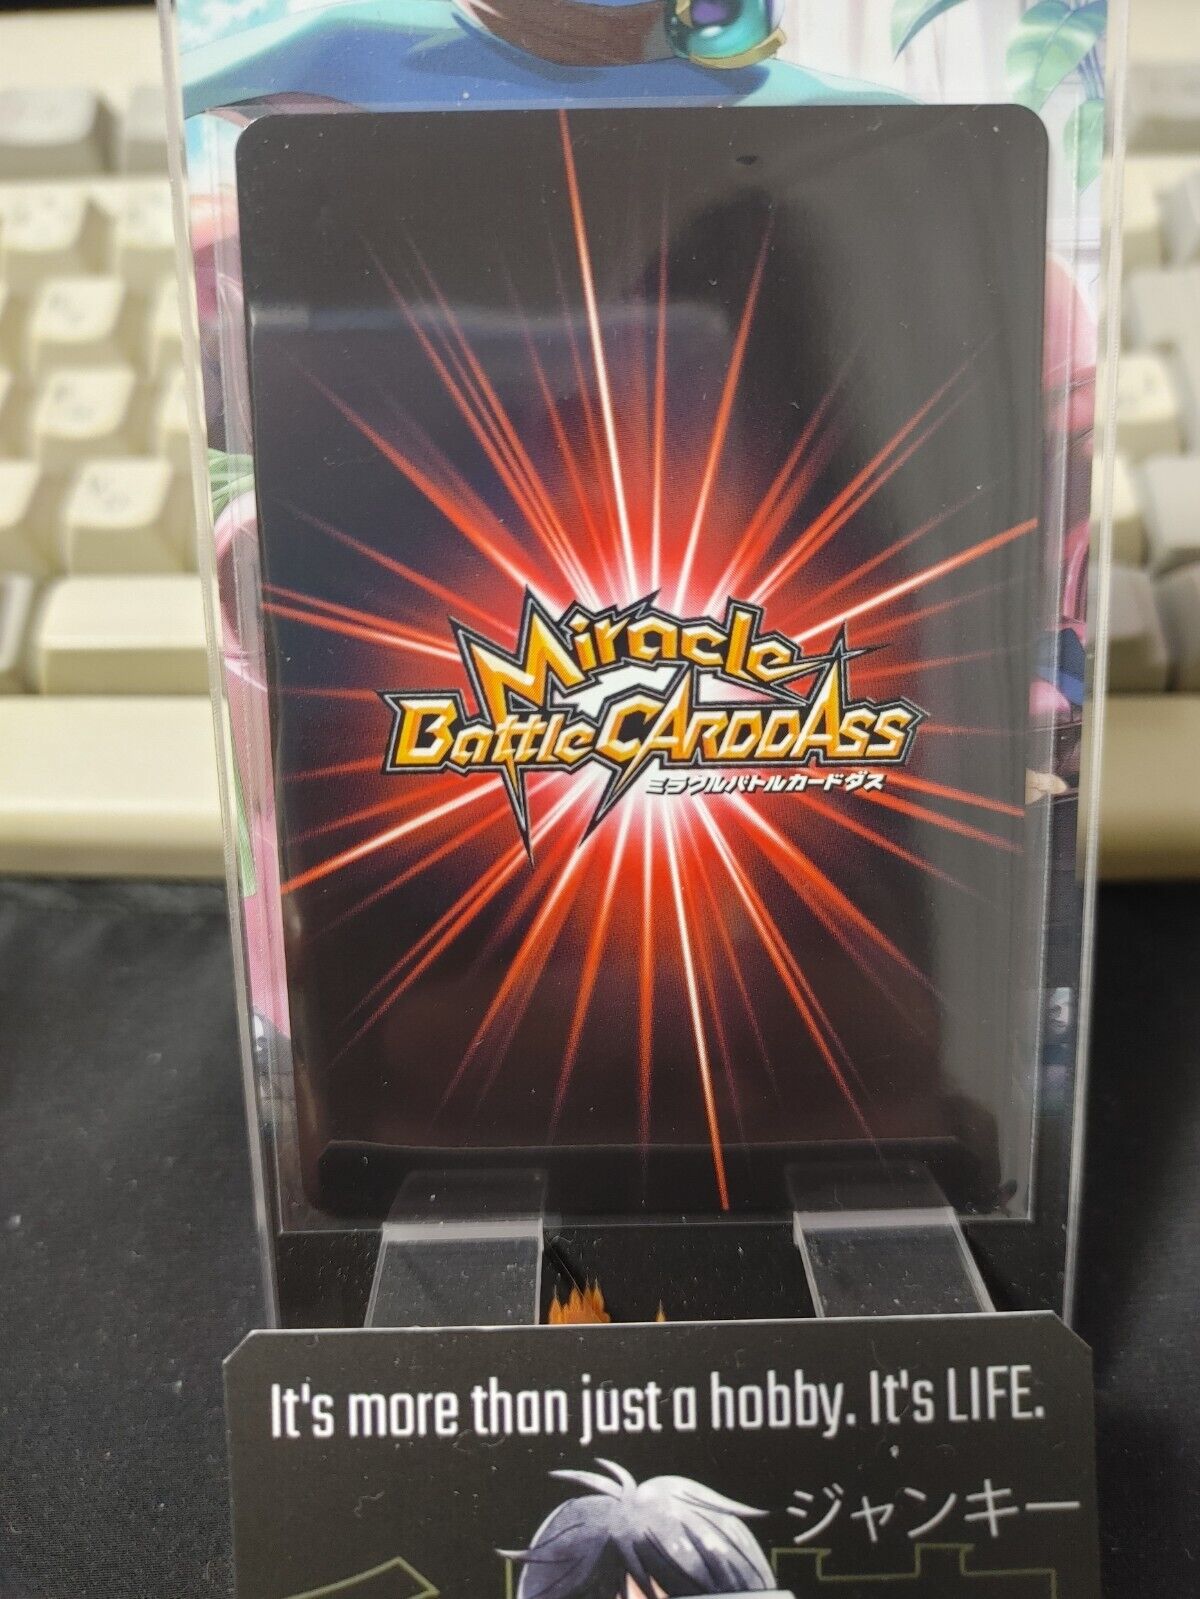 Miracle
Battle CARDDASS
ミラクルバトルカードダス
It's more than just a hobby. It's LIFE.
ジャンキー